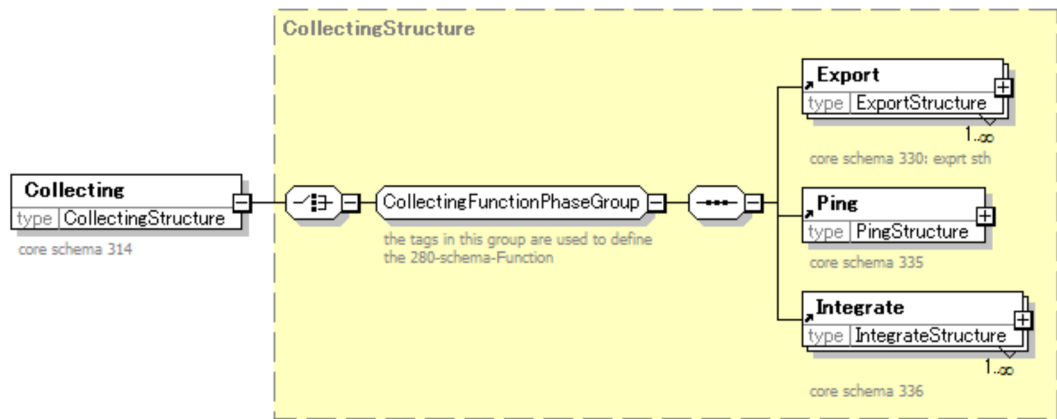 CollectingStructure
Export
type ExportStructure
1..∞
core schema 330: exprt sth
Collecting
type CollectingStructure
core schema 314
CollectingFunctionPhaseGroup
the tags in this group are used to define
the 280-schema-Function
Ping
type PingStructure
core schema 335
Integrate
type IntegrateStructure
1..∞
core schema 336